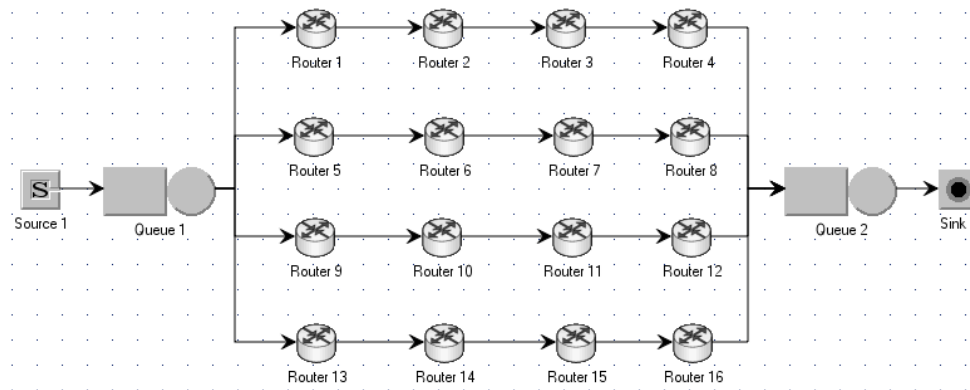 Router 1
Router 2
Router 3
Router 4
Router 5
Router 6
Router 7
Router 8
S
Source 1
Queue 1
Queue 2
Sink
Router 9
Router 10
Router 11
Router 12
Router 13
Router 14
Router 15
Router 16